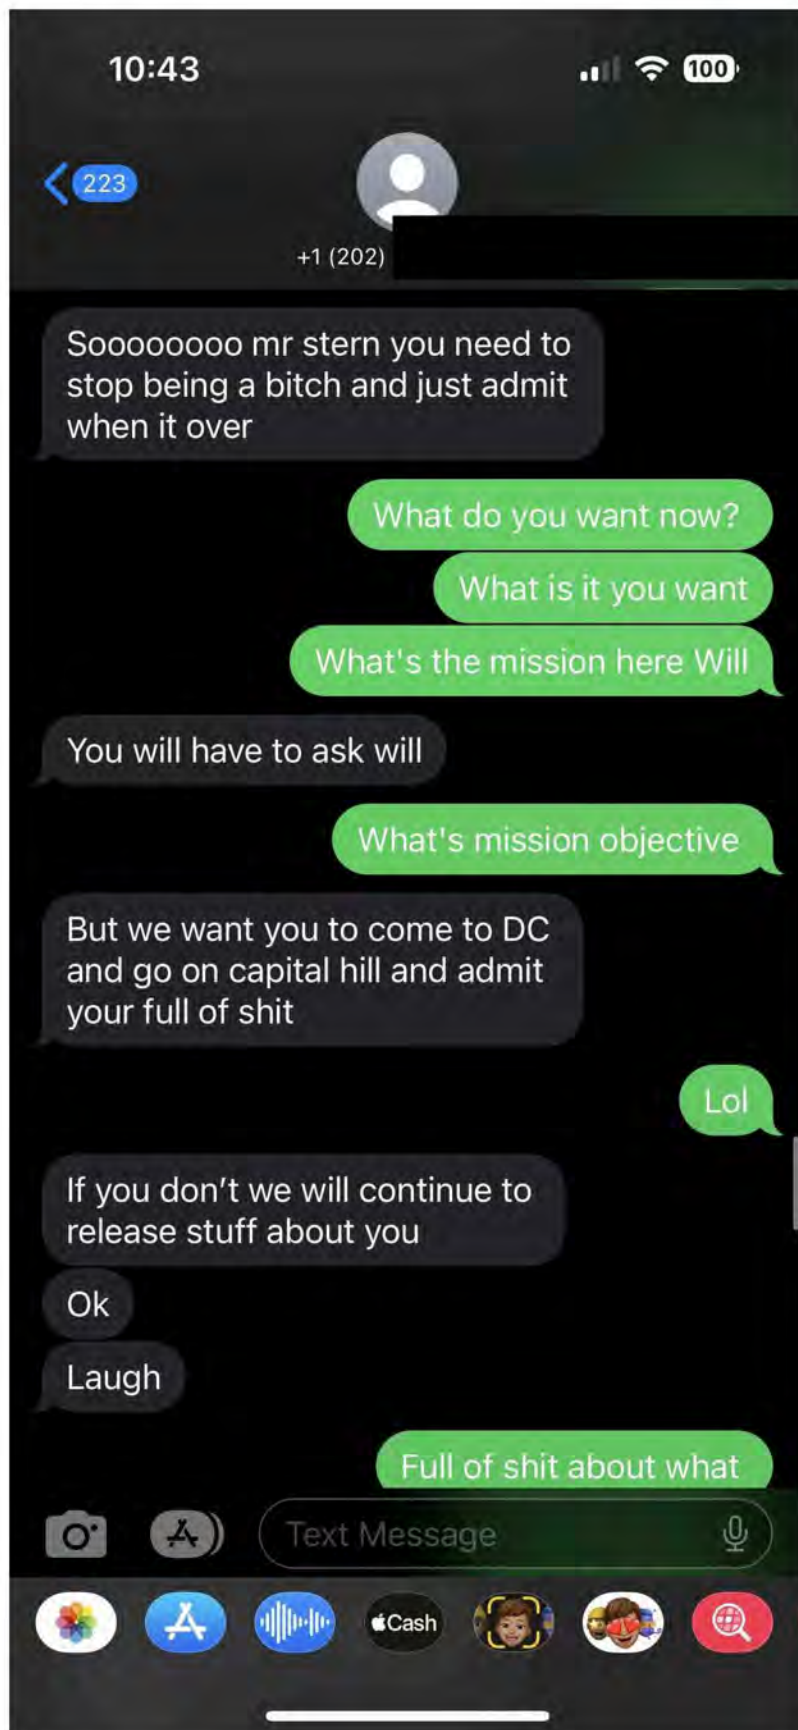 10:43
100
223
+1 (202)
Soooooooo mr stern you need to
stop being a bitch and just admit
when it over
What do you want now?
What is it you want
What's the mission here Will
You will have to ask will
What's mission objective
But we want you to come to DC
and go on capital hill and admit
your full of shit
Lol
If you don't we will continue to
release stuff about you
Ok
Laugh
Full of shit about what
Text Message
Cash